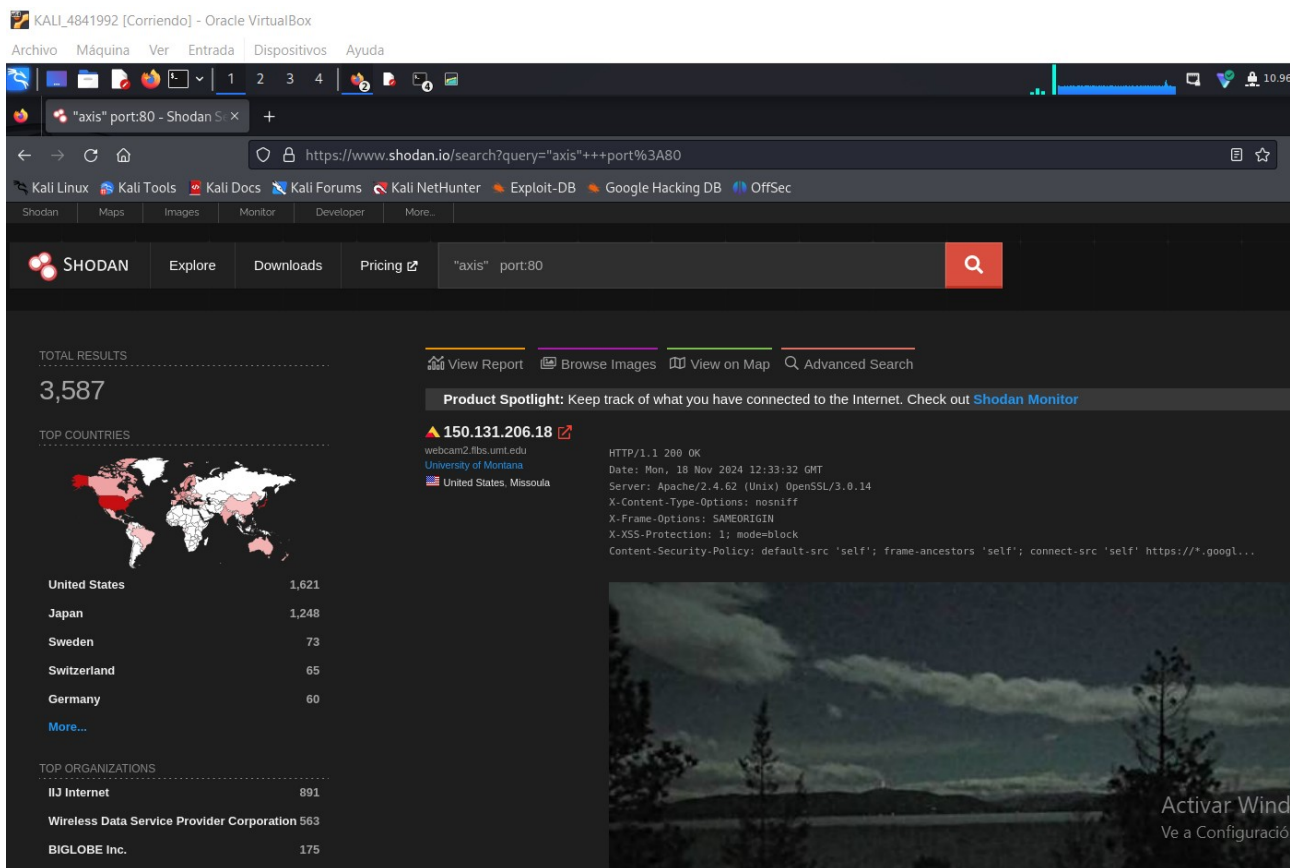 KALI_4841992 [Corriendo] - Oracle VirtualBox
Archivo Máquina Ver Entrada Dispositivos Ayuda
1 2 3 4 2 4 10.96
"axis" port:80 - Shodan Se
https://www.shodan.io/search?query="axis"+++port%3A80
Kali Linux Kali Tools Kali Docs Kali Forums Kali NetHunter Exploit-DB Google Hacking DB OffSec
Shodan Maps Images Monitor Developer More...
SHODAN Explore Downloads Pricing "axis" port:80
TOTAL RESULTS
3,587
TOP COUNTRIES
United States 1,621
Japan 1,248
Sweden 73
Switzerland 65
Germany 60
More...
TOP ORGANIZATIONS
IIJ Internet 891
Wireless Data Service Provider Corporation 563
BIGLOBE Inc. 175
View Report Browse Images View on Map Advanced Search
Product Spotlight: Keep track of what you have connected to the Internet. Check out Shodan Monitor
150.131.206.18
webcam2.flbs.umt.edu
University of Montana
United States, Missoula
HTTP/1.1 200 OK
Date: Mon, 18 Nov 2024 12:33:32 GMT
Server: Apache/2.4.62 (Unix) OpenSSL/3.0.14
X-Content-Type-Options: nosniff
X-Frame-Options: SAMEORIGIN
X-XSS-Protection: 1; mode=block
Content-Security-Policy: default-src 'self'; frame-ancestors 'self'; connect-src 'self' https://*.googl...
Activar Wind
Ve a Configuració